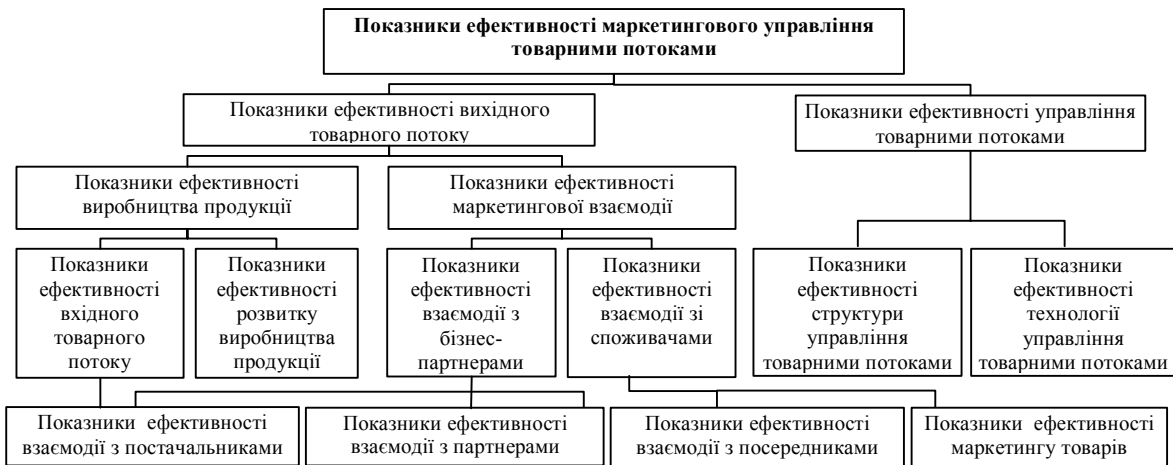 Показники ефективності маркетингового управління
товарними потоками
Показники ефективності вихідного
товарного потоку
Показники ефективності управління
товарними потоками
Показники ефективності
виробництва продукції
Показники ефективності
маркетингової взаємодії
Показники
ефективності
вхідного
товарного
потоку
Показники
ефективності
розвитку
виробництва
продукції
Показники
ефективності
взаємодії з
бізнес-
партнерами
Показники
ефективності
взаємодії зі
споживачами
Показники
ефективності
структури
управління
товарними потоками
Показники
ефективності
технології
управління
товарними потоками
Показники ефективності
взаємодії з постачальниками
Показники ефективності
взаємодії з партнерами
Показники ефективності
взаємодії з посередниками
Показники ефективності
маркетингу товарів